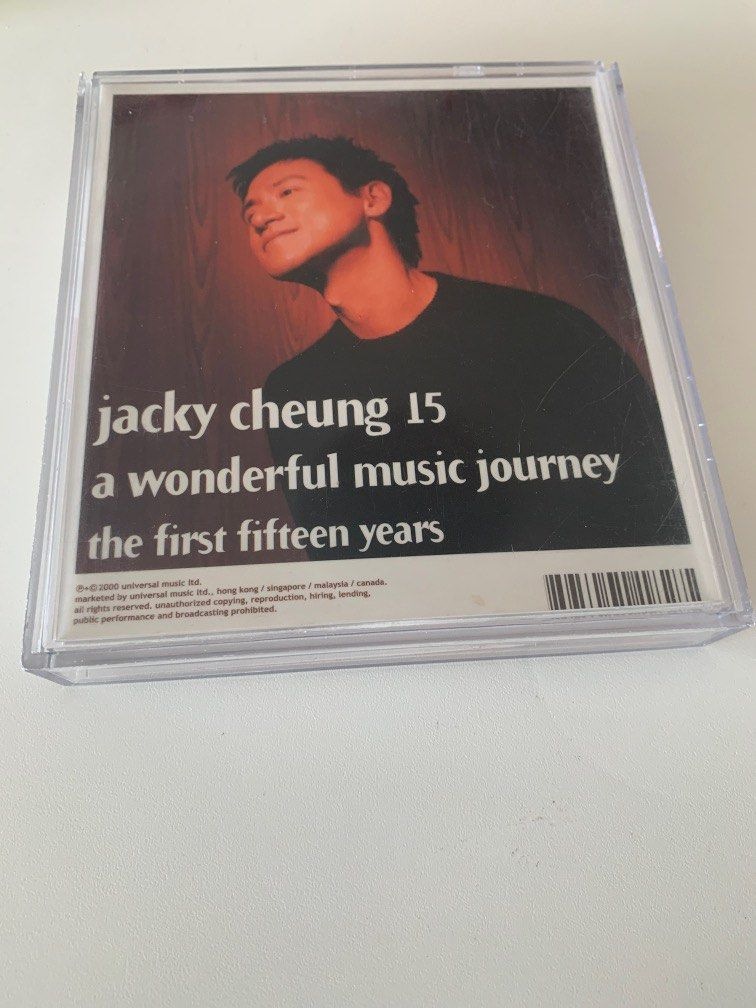 jacky cheung 15
a wonderful music journey
the first fifteen years
℗+© 2000 universal music ltd.
marketed by universal music ltd., hong kong / singapore / malaysia / canada.
all rights reserved. unauthorized copying, reproduction, hiring, lending,
public performance and broadcasting prohibited.